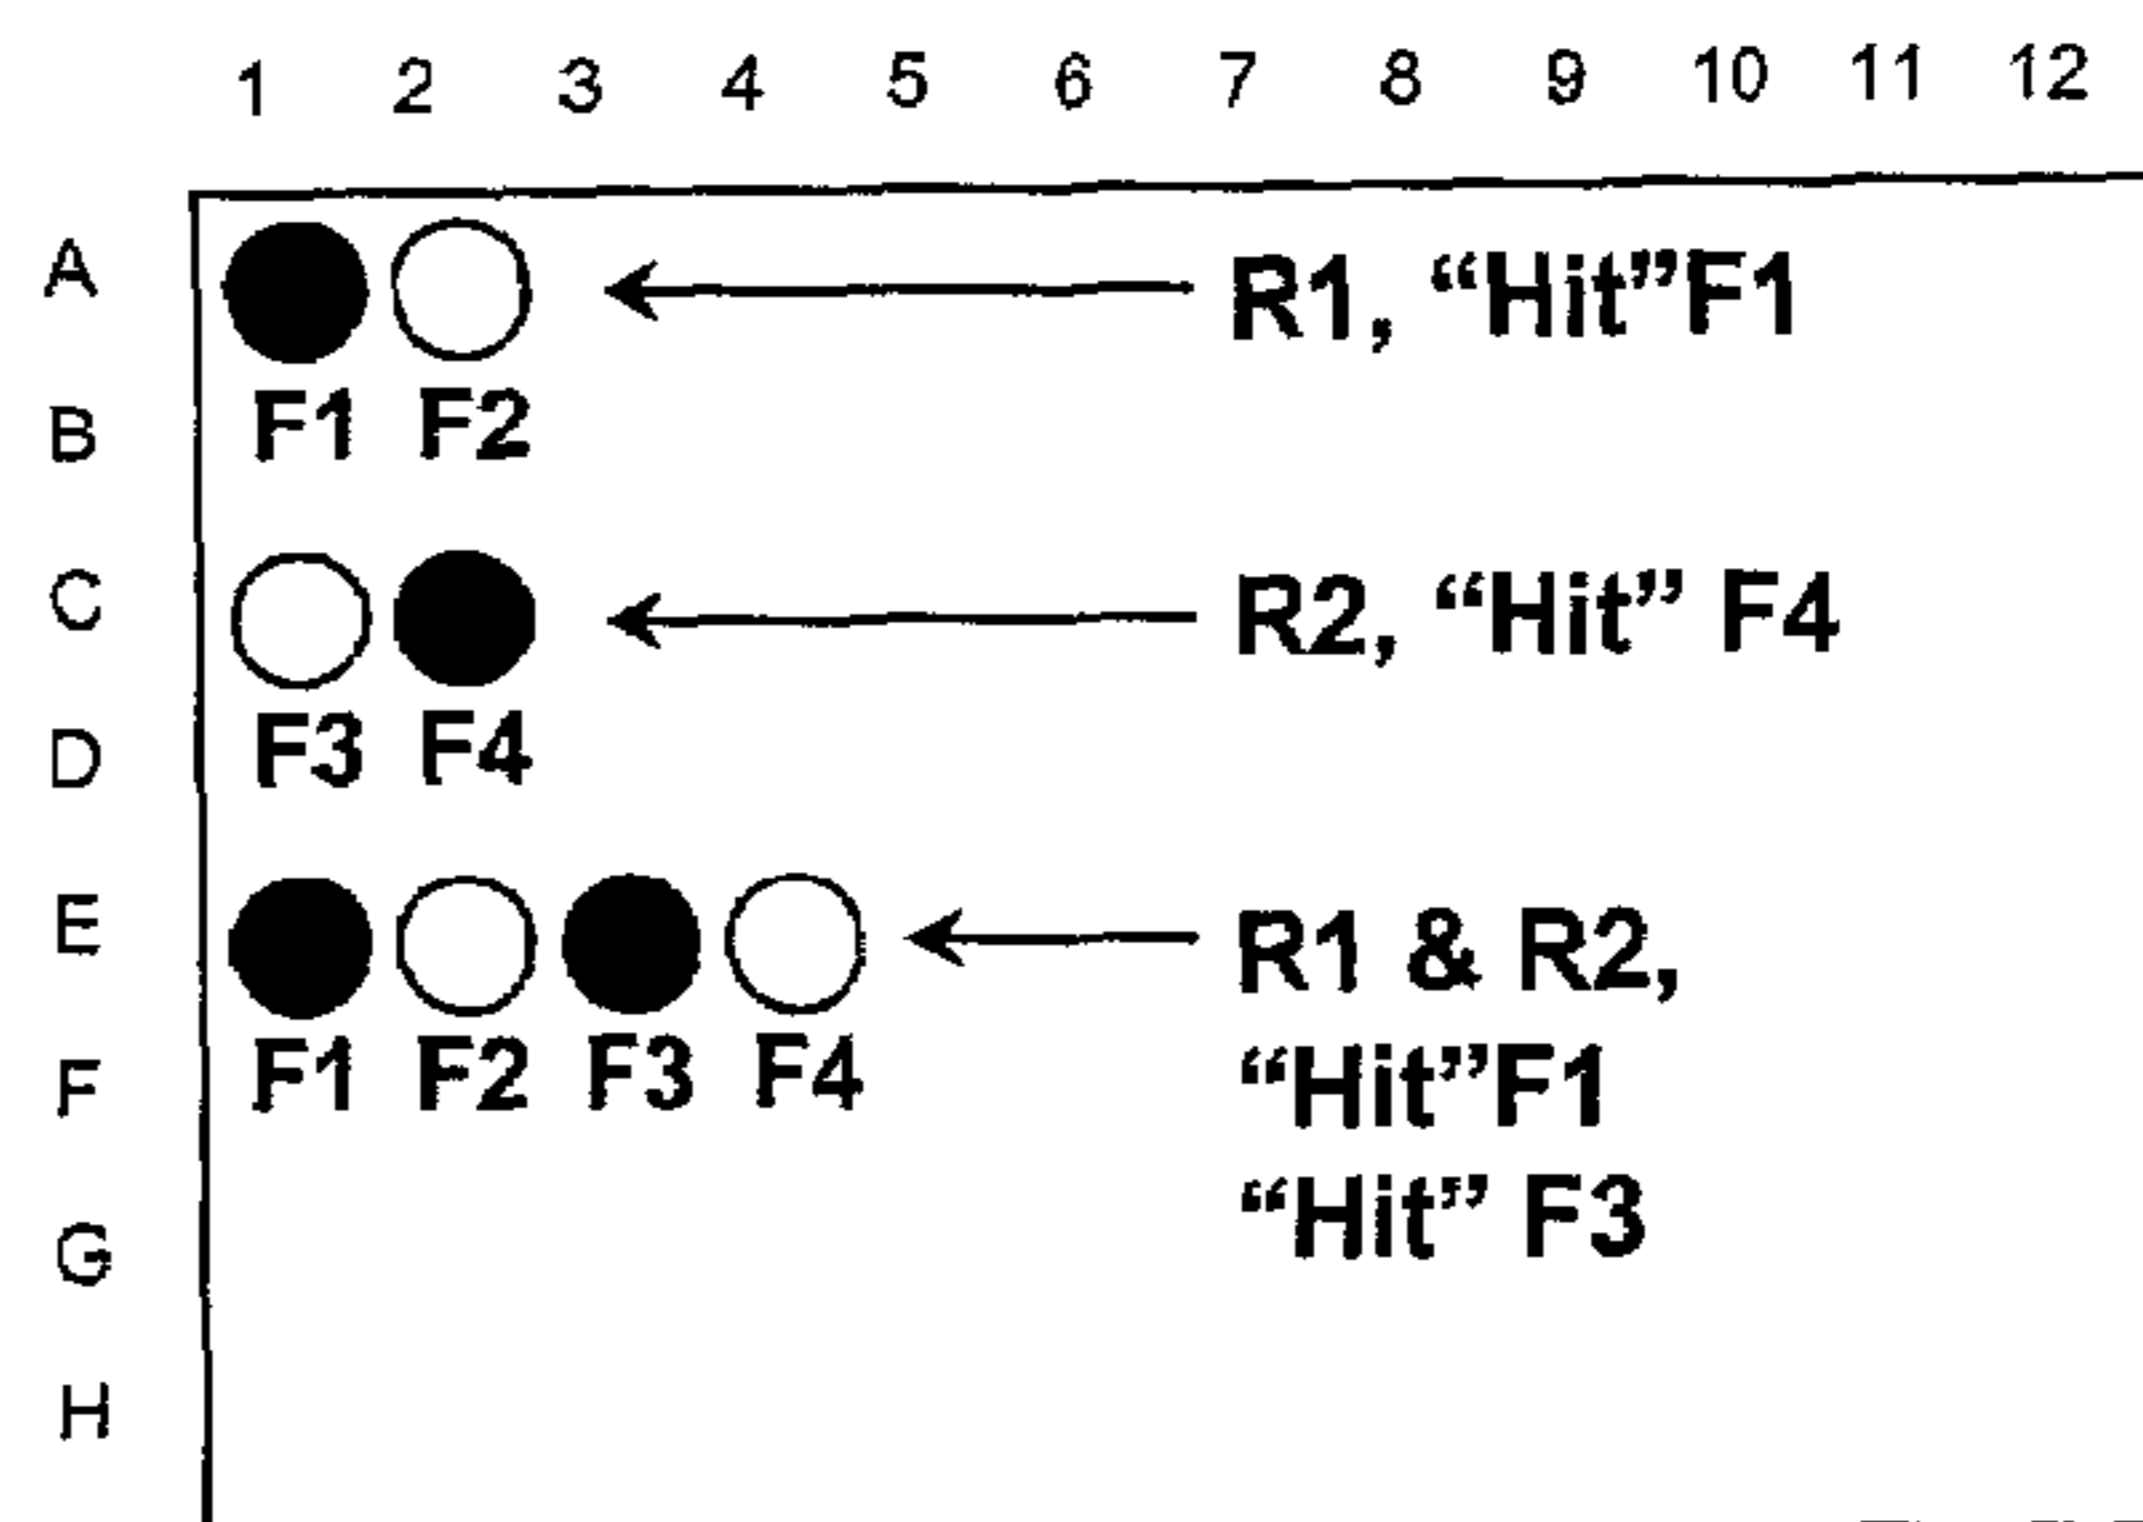 1 2 3 4 5 6 7 8 9 10 11 12
A R1, “Hit”F1
B F1 F2
C R2, “Hit” F4
D F3 F4
E R1 & R2,
F F1 F2 F3 F4 “Hit”F1
“Hit” F3
G
H